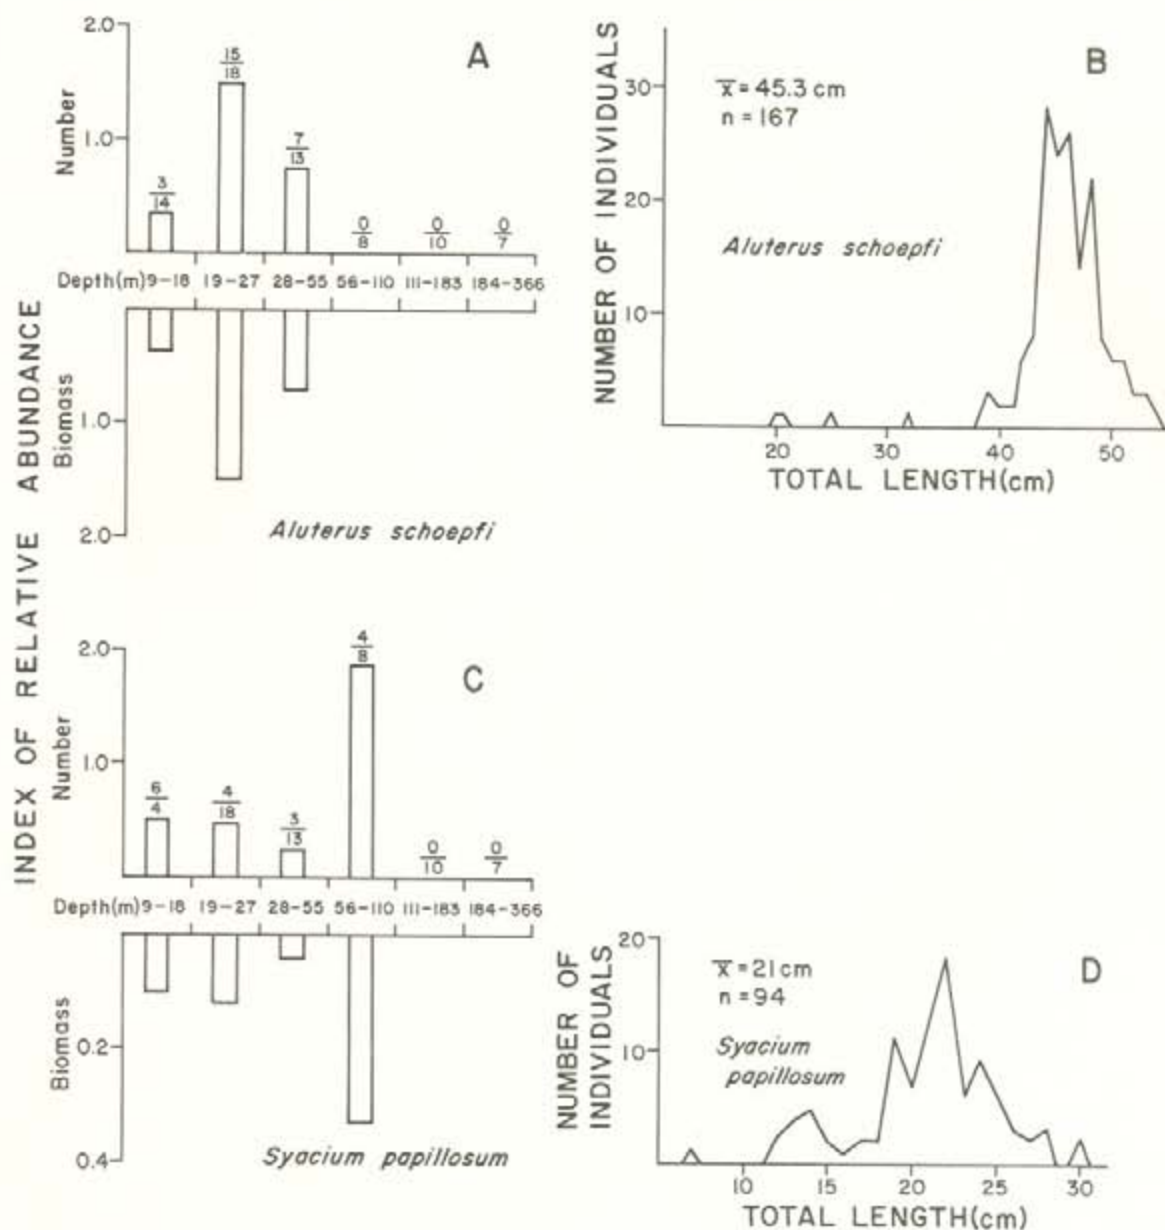 INDEX OF RELATIVE ABUNDANCE
A
2.0
1.0
Number
3/14
15/18
7/13
0/8
0/10
0/7
Depth(m) 9-18 19-27 28-55 56-110 111-183 184-366
Biomass
1.0
2.0
Aluterus schoepfi
B
NUMBER OF INDIVIDUALS
30
20
10
x̄=45.3 cm
n=167
Aluterus schoepfi
20 30 40 50
TOTAL LENGTH(cm)
C
2.0
1.0
Number
6/4
4/18
3/13
4/8
0/10
0/7
Depth(m) 9-18 19-27 28-55 56-110 111-183 184-366
Biomass
0.2
0.4
Syacium papillosum
D
NUMBER OF
INDIVIDUALS
20
10
x̄=21cm
n=94
Syacium
papillosum
10 15 20 25 30
TOTAL LENGTH(cm)